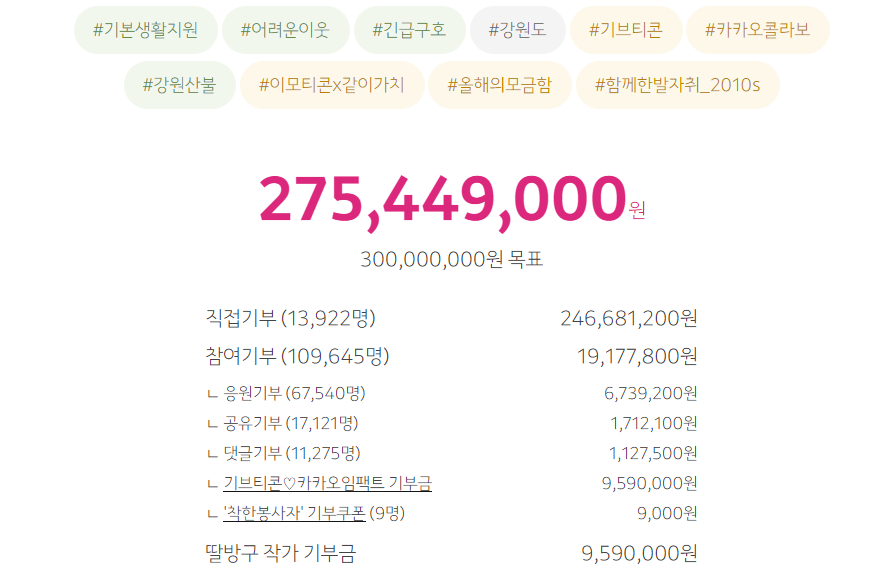 #기본생활지원 #어려운이웃 #긴급구호 #강원도 #기브티콘 #카카오콜라보
#강원산불 #이모티콘x같이가치 #올해의모금함 #함께한발자취_2010s
275,449,000원
300,000,000원 목표
직접기부 (13,922명) 246,681,200원
참여기부 (109,645명) 19,177,800원
ㄴ 응원기부 (67,540명) 6,739,200원
ㄴ 공유기부 (17,121명) 1,712,100원
ㄴ 댓글기부 (11,275명) 1,127,500원
ㄴ 기브티콘♡카카오임팩트 기부금 9,590,000원
ㄴ '착한봉사자' 기부쿠폰 (9명) 9,000원
딸방구 작가 기부금 9,590,000원